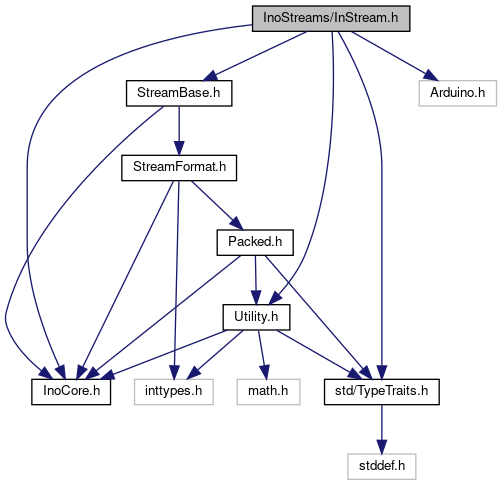 InoStreams/InStream.h
StreamBase.h
Arduino.h
StreamFormat.h
Packed.h
Utility.h
InoCore.h
inttypes.h
math.h
std/TypeTraits.h
stddef.h